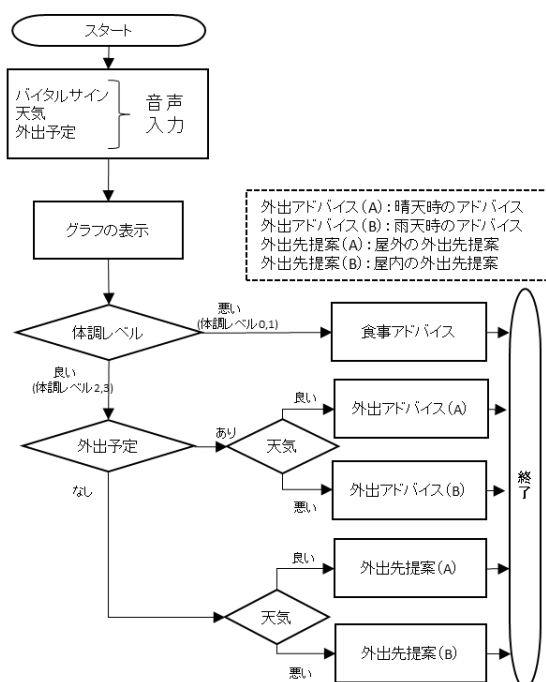 スタート
バイタルサイン
天気
外出予定
音声
入力
グラフの表示
外出アドバイス(A):晴天時のアドバイス
外出アドバイス(B):雨天時のアドバイス
外出先提案(A):屋外の外出先提案
外出先提案(B):屋内の外出先提案
体調レベル
悪い
(体調レベル0,1)
食事アドバイス
良い
(体調レベル2,3)
外出予定
あり
天気
良い
外出アドバイス(A)
悪い
外出アドバイス(B)
なし
天気
良い
外出先提案(A)
悪い
外出先提案(B)
終了